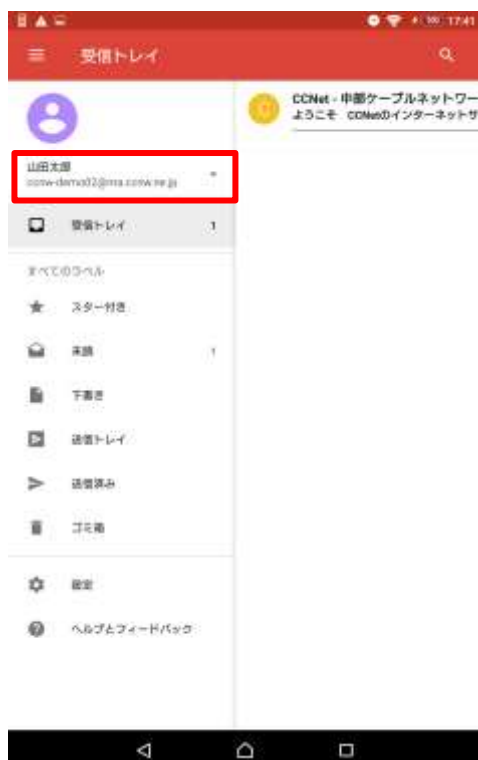 17:41
受信トレイ
CCNet - 中部ケーブルネットワー
ようこそ CCNetのインターネットサ
山田太郎
ccnw-demo02@ma.ccnw.ne.jp
受信トレイ 1
すべてのラベル
スター付き
未読 1
下書き
送信トレイ
送信済み
ゴミ箱
設定
ヘルプとフィードバック